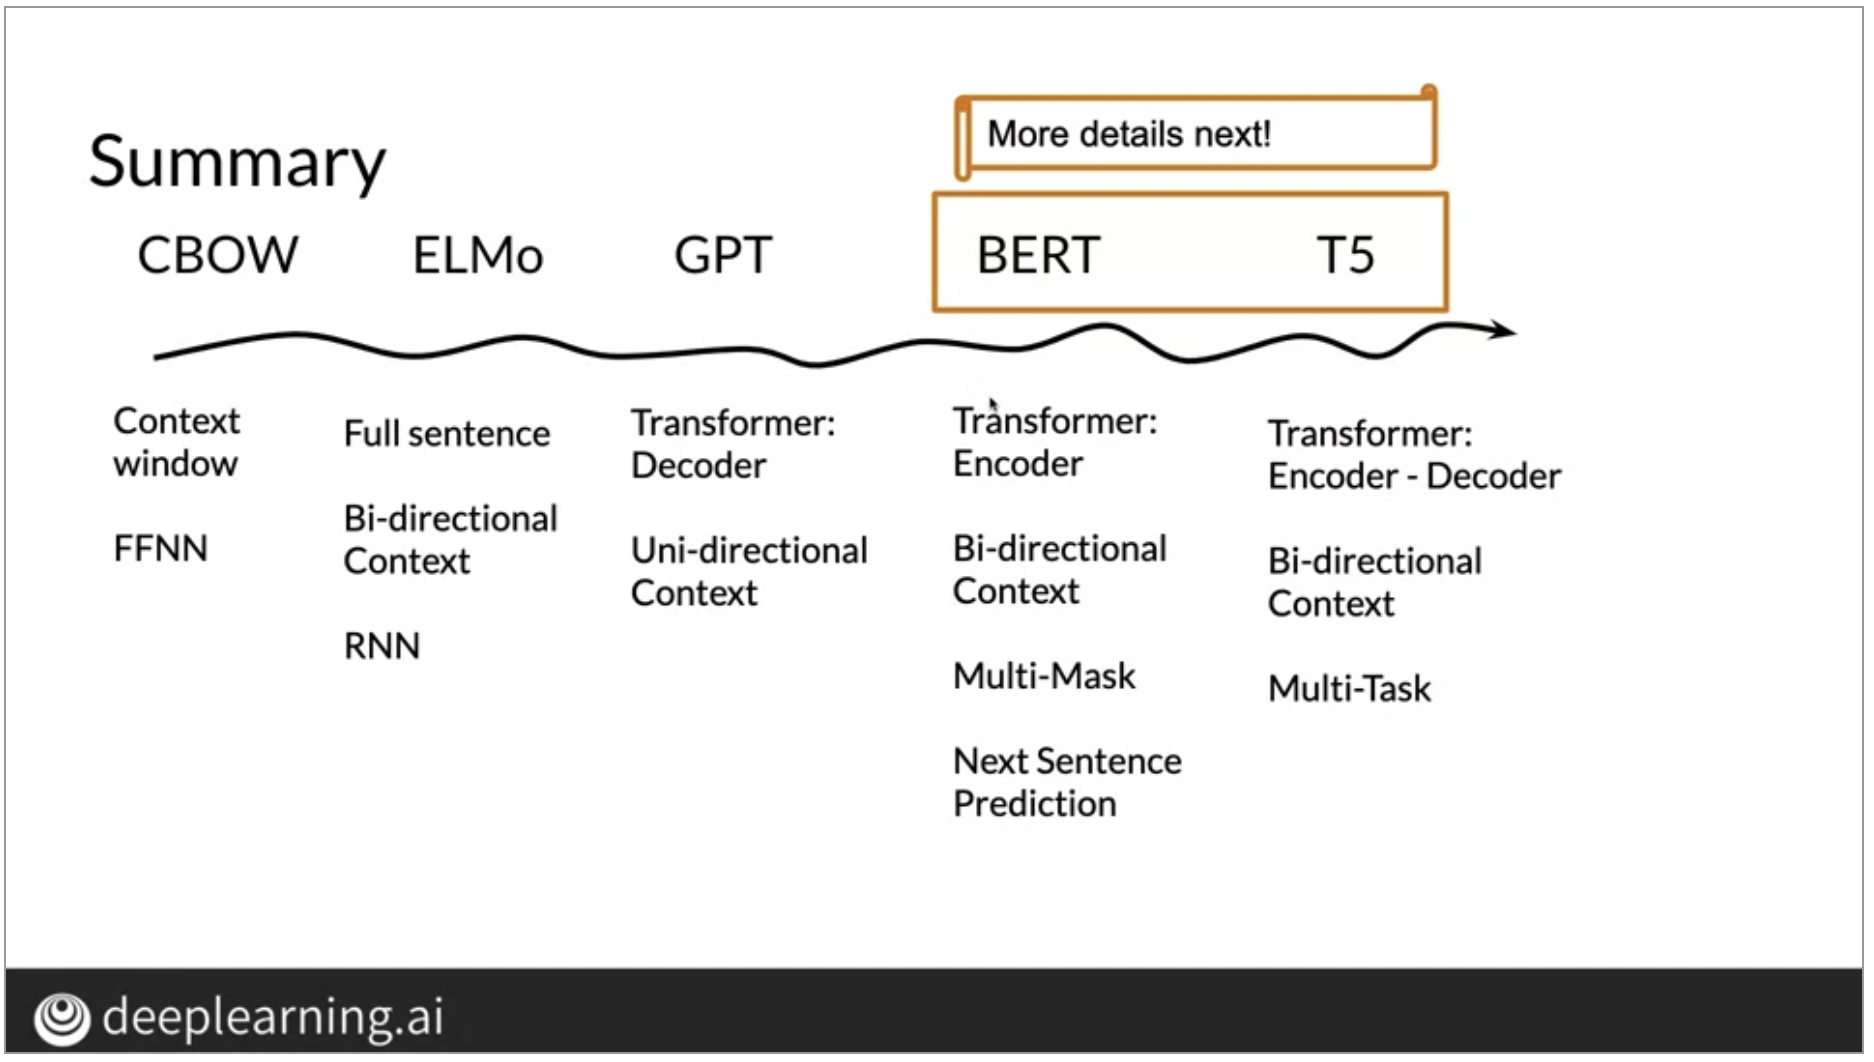 More details next!
Summary
CBOW
ELMo
GPT
BERT
T5
Context
window
FFNN
Full sentence
Bi-directional
Context
RNN
Transformer:
Decoder
Uni-directional
Context
Transformer:
Encoder
Bi-directional
Context
Multi-Mask
Next Sentence
Prediction
Transformer:
Encoder - Decoder
Bi-directional
Context
Multi-Task
deeplearning.ai